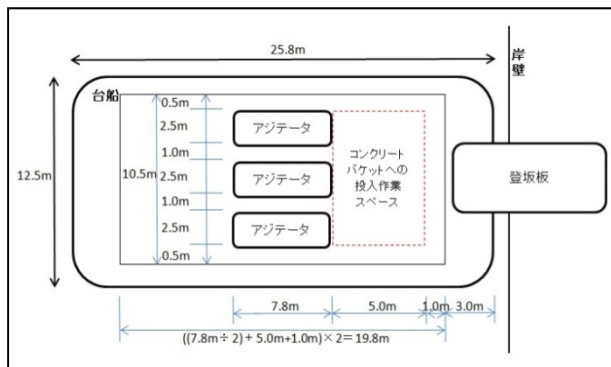 25.8m
岸壁
台船
12.5m
10.5m
0.5m
2.5m
1.0m
2.5m
1.0m
2.5m
0.5m
アジテータ
アジテータ
アジテータ
コンクリート
バケットへの
投入作業
スペース
登坂板
7.8m
5.0m
1.0m
3.0m
((7.8m÷2)+5.0m+1.0m)×2=19.8m